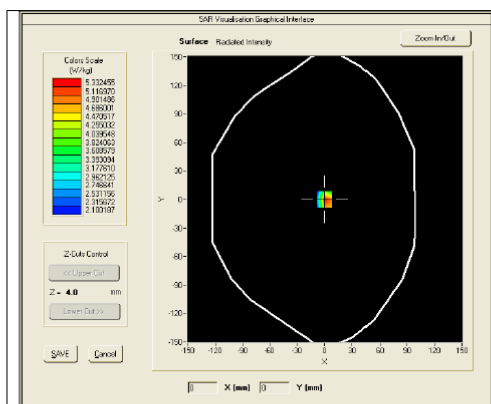 SAR Visualisation Graphical Interface
Surface Radiated Intensity
Zoom In/Out
Colors Scale
(W/kg)
5.332455
5.116970
4.901486
4.686001
4.470517
4.255032
4.039548
3.824063
3.608579
3.393094
3.177610
2.962125
2.746641
2.531156
2.315672
2.100187
150
120
90
60
30
0
-30
-60
-90
-120
-150
Y
-150 -120 -90 -60 -30 0 30 60 90 120 150
X
Z-Cuts Control
<< Upper Cut
Z = 4.0 mm
Lower Cut >>
SAVE Cancel
0 X (mm) 0 Y (mm)